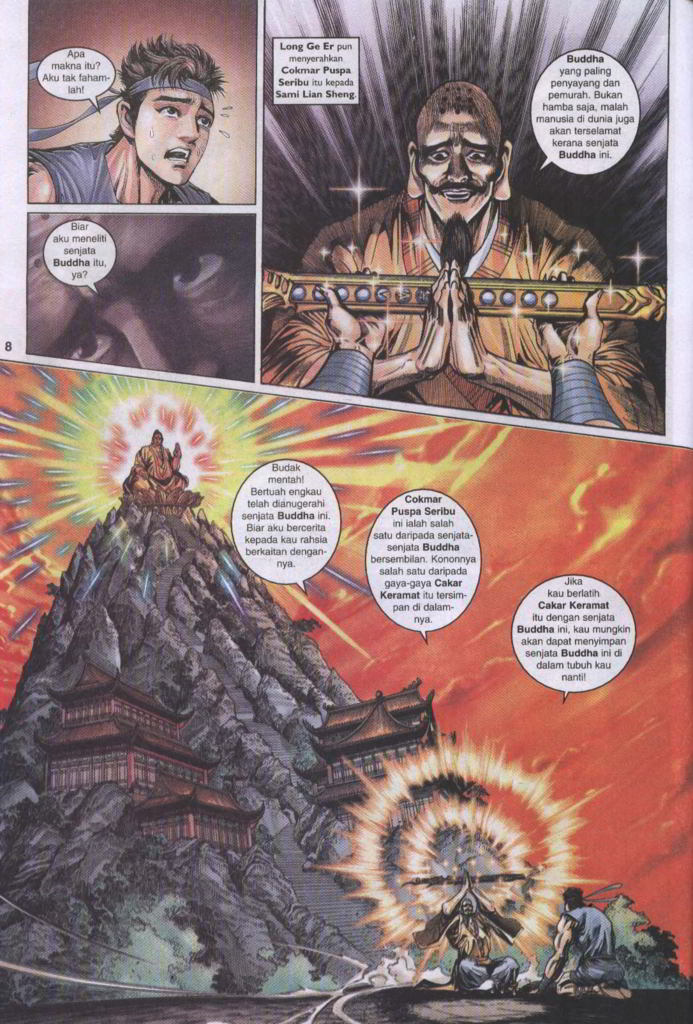 Apa
makna itu?
Aku tak faham-
lah!
Long Ge Er pun
menyerahkan
Cokmar Puspa
Seribu itu kepada
Sami Lian Sheng.
Buddha
yang paling
penyayang dan
pemurah. Bukan
hamba saja, malah
manusia di dunia juga
akan terselamat
kerana senjata
Buddha ini.
Biar
aku meneliti
senjata
Buddha itu,
ya?
8
Budak
mentah!
Bertuah engkau
telah dianugerahi
senjata Buddha ini.
Biar aku bercerita
kepada kau rahsia
berkaitan dengan-
nya.
Cokmar
Puspa Seribu
ini ialah salah
satu daripada senjata-
senjata Buddha
bersembilan. Kononnya
salah satu daripada
gaya-gaya Cakar
Keramat itu tersim-
pan di dalam-
nya.
Jika
kau berlatih
Cakar Keramat
itu dengan senjata
Buddha ini, kau mungkin
akan dapat menyimpan
senjata Buddha ini di
dalam tubuh kau
nanti!